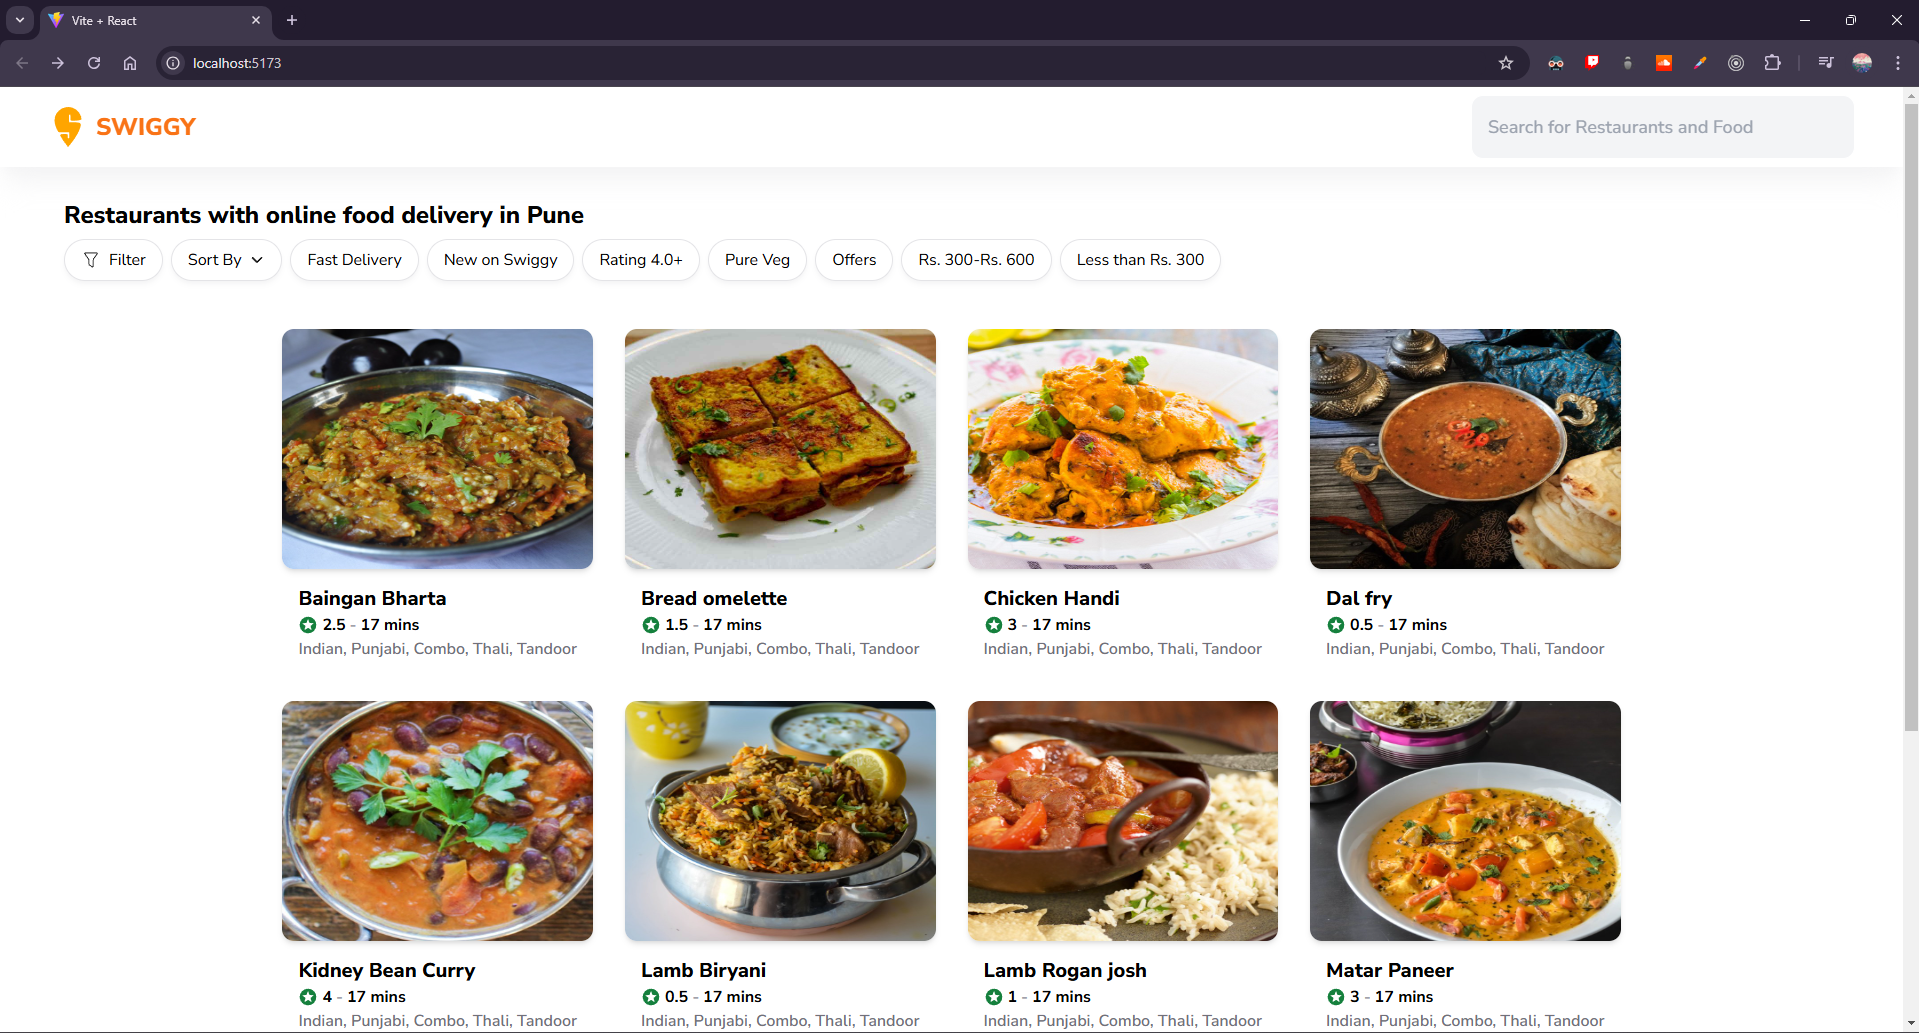 Vite + React
localhost:5173
SWIGGY
Search for Restaurants and Food
Restaurants with online food delivery in Pune
Filter
Sort By
Fast Delivery
New on Swiggy
Rating 4.0+
Pure Veg
Offers
Rs. 300-Rs. 600
Less than Rs. 300
Baingan Bharta
2.5 - 17 mins
Indian, Punjabi, Combo, Thali, Tandoor
Bread omelette
1.5 - 17 mins
Indian, Punjabi, Combo, Thali, Tandoor
Chicken Handi
3 - 17 mins
Indian, Punjabi, Combo, Thali, Tandoor
Dal fry
0.5 - 17 mins
Indian, Punjabi, Combo, Thali, Tandoor
Kidney Bean Curry
4 - 17 mins
Indian, Punjabi, Combo, Thali, Tandoor
Lamb Biryani
0.5 - 17 mins
Indian, Punjabi, Combo, Thali, Tandoor
Lamb Rogan josh
1 - 17 mins
Indian, Punjabi, Combo, Thali, Tandoor
Matar Paneer
3 - 17 mins
Indian, Punjabi, Combo, Thali, Tandoor